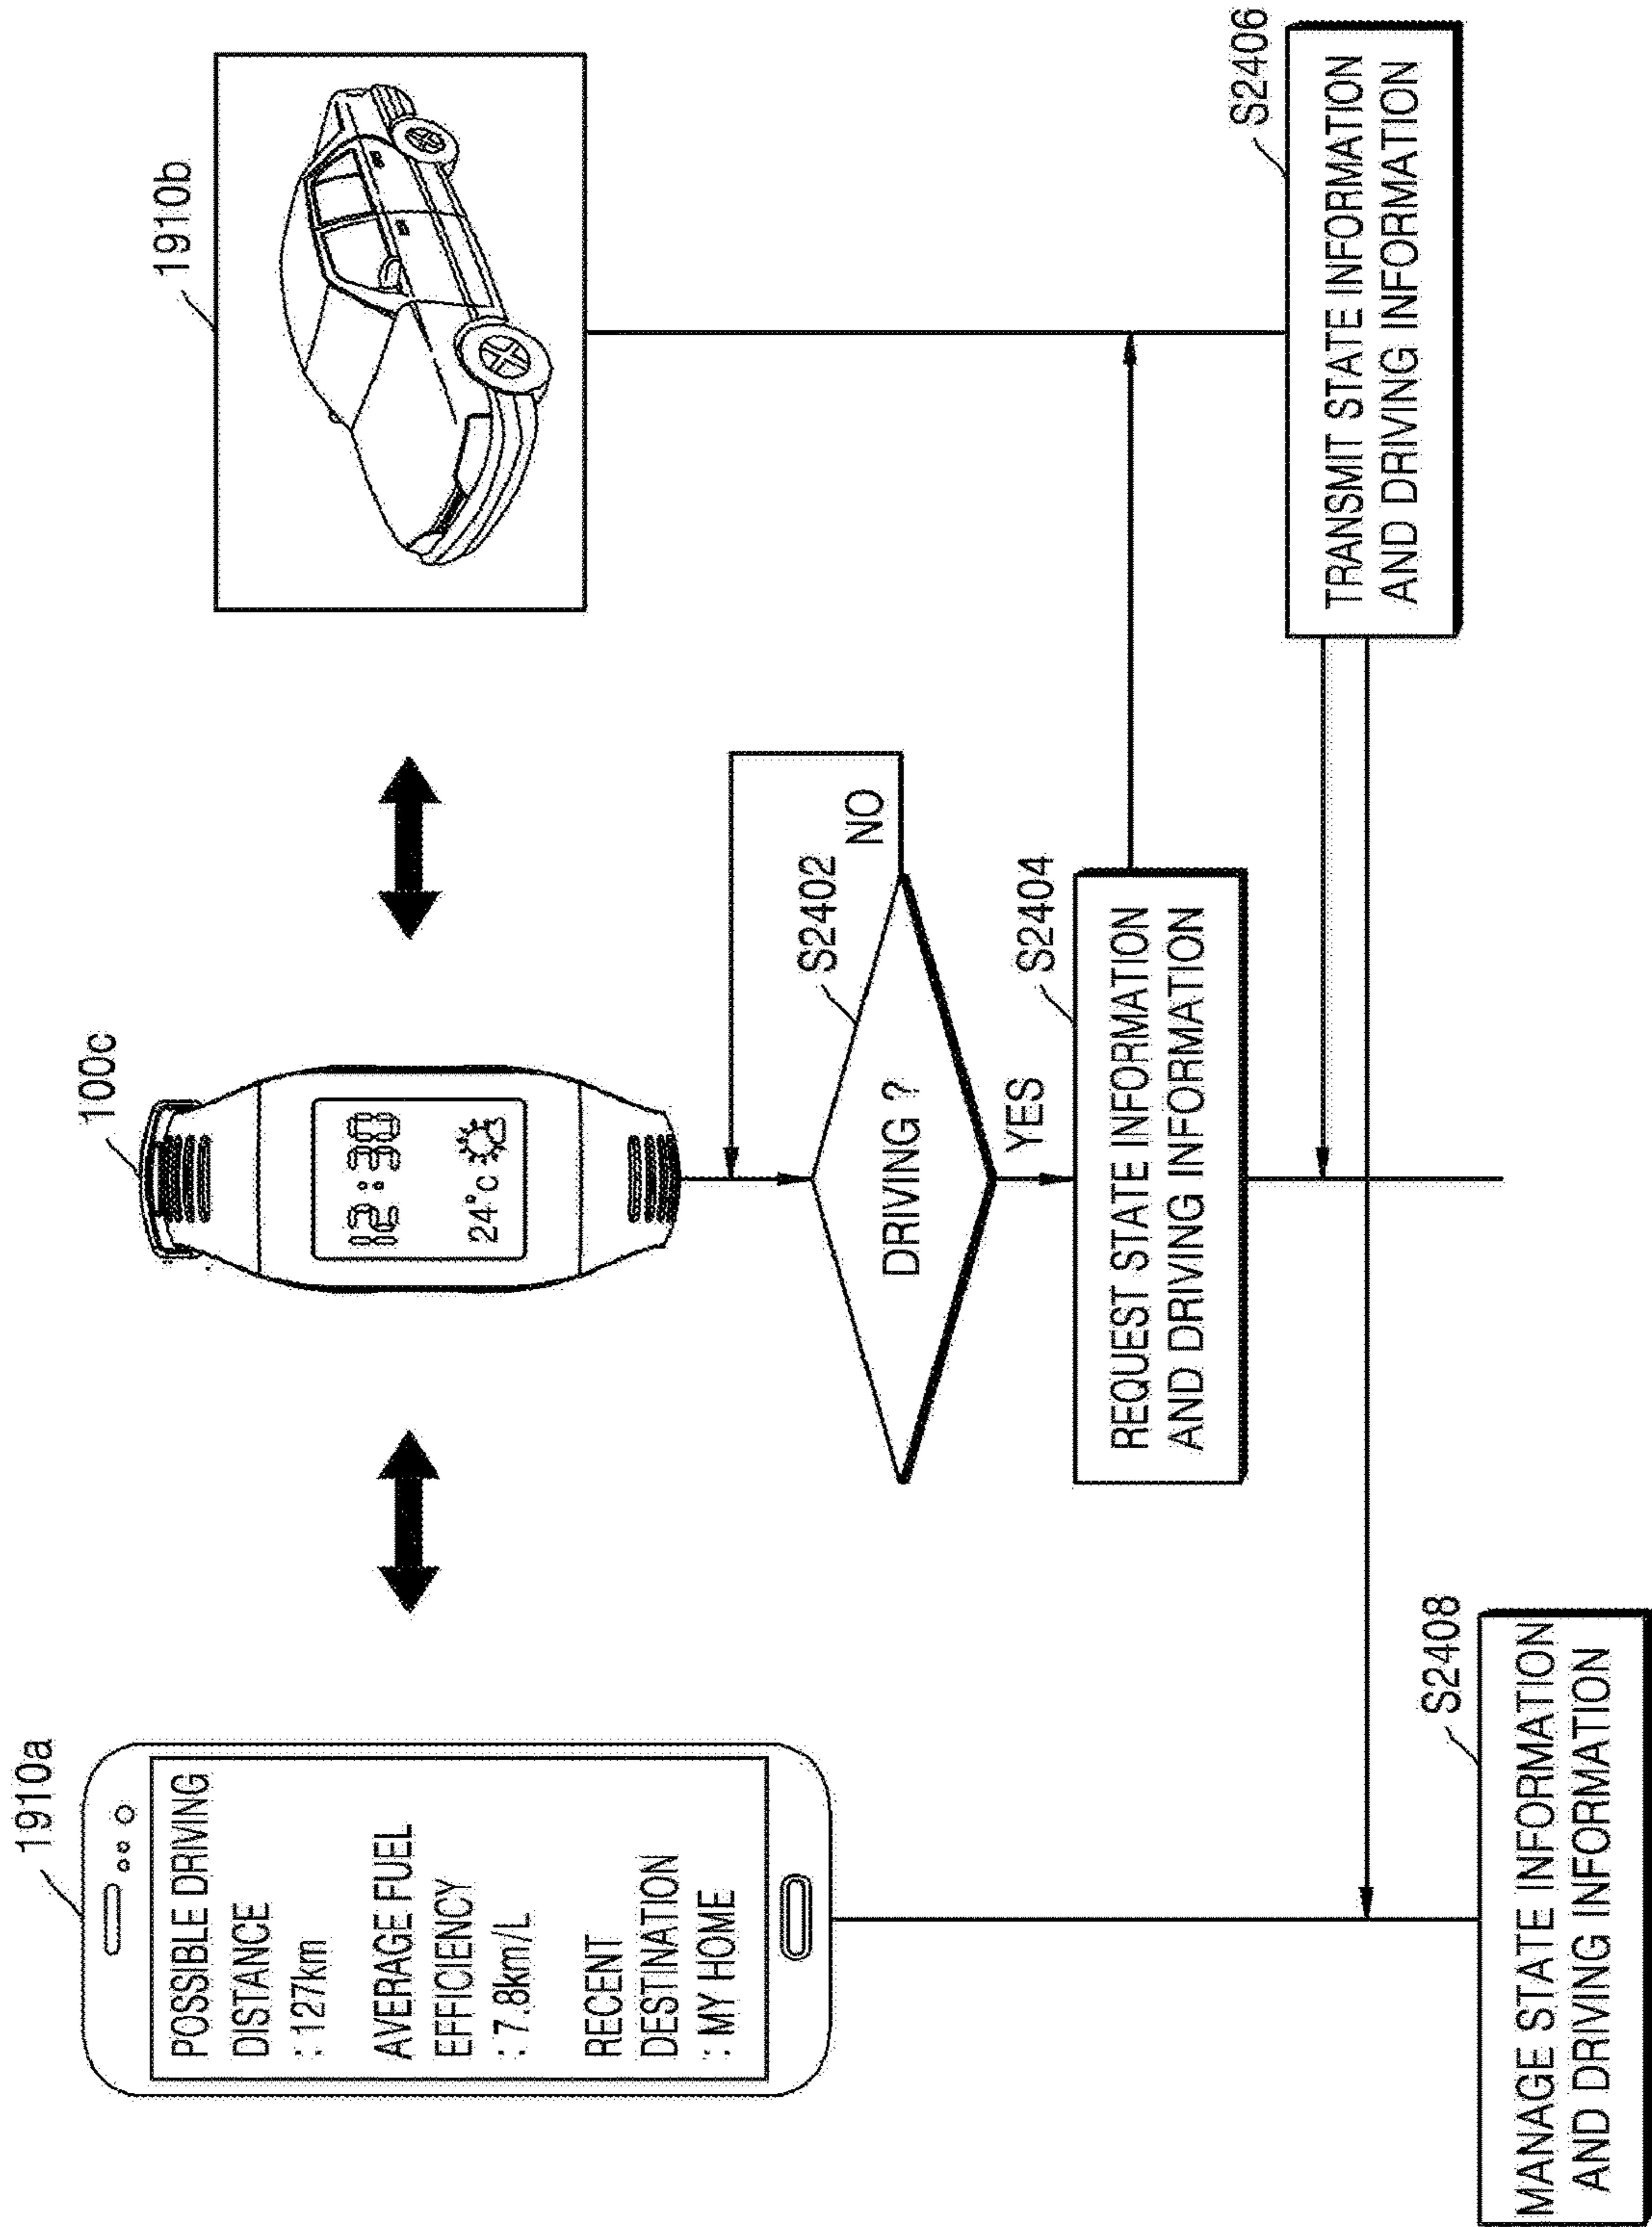 1910a
POSSIBLE DRIVING
DISTANCE
: 127km
AVERAGE FUEL
EFFICIENCY
: 7.8km/L
RECENT
DESTINATION
: MY HOME
100c
12:30
24°c
1910b
S2402
DRIVING ?
NO
YES
S2404
REQUEST STATE INFORMATION
AND DRIVING INFORMATION
S2406
TRANSMIT STATE INFORMATION
AND DRIVING INFORMATION
S2408
MANAGE STATE INFORMATION
AND DRIVING INFORMATION